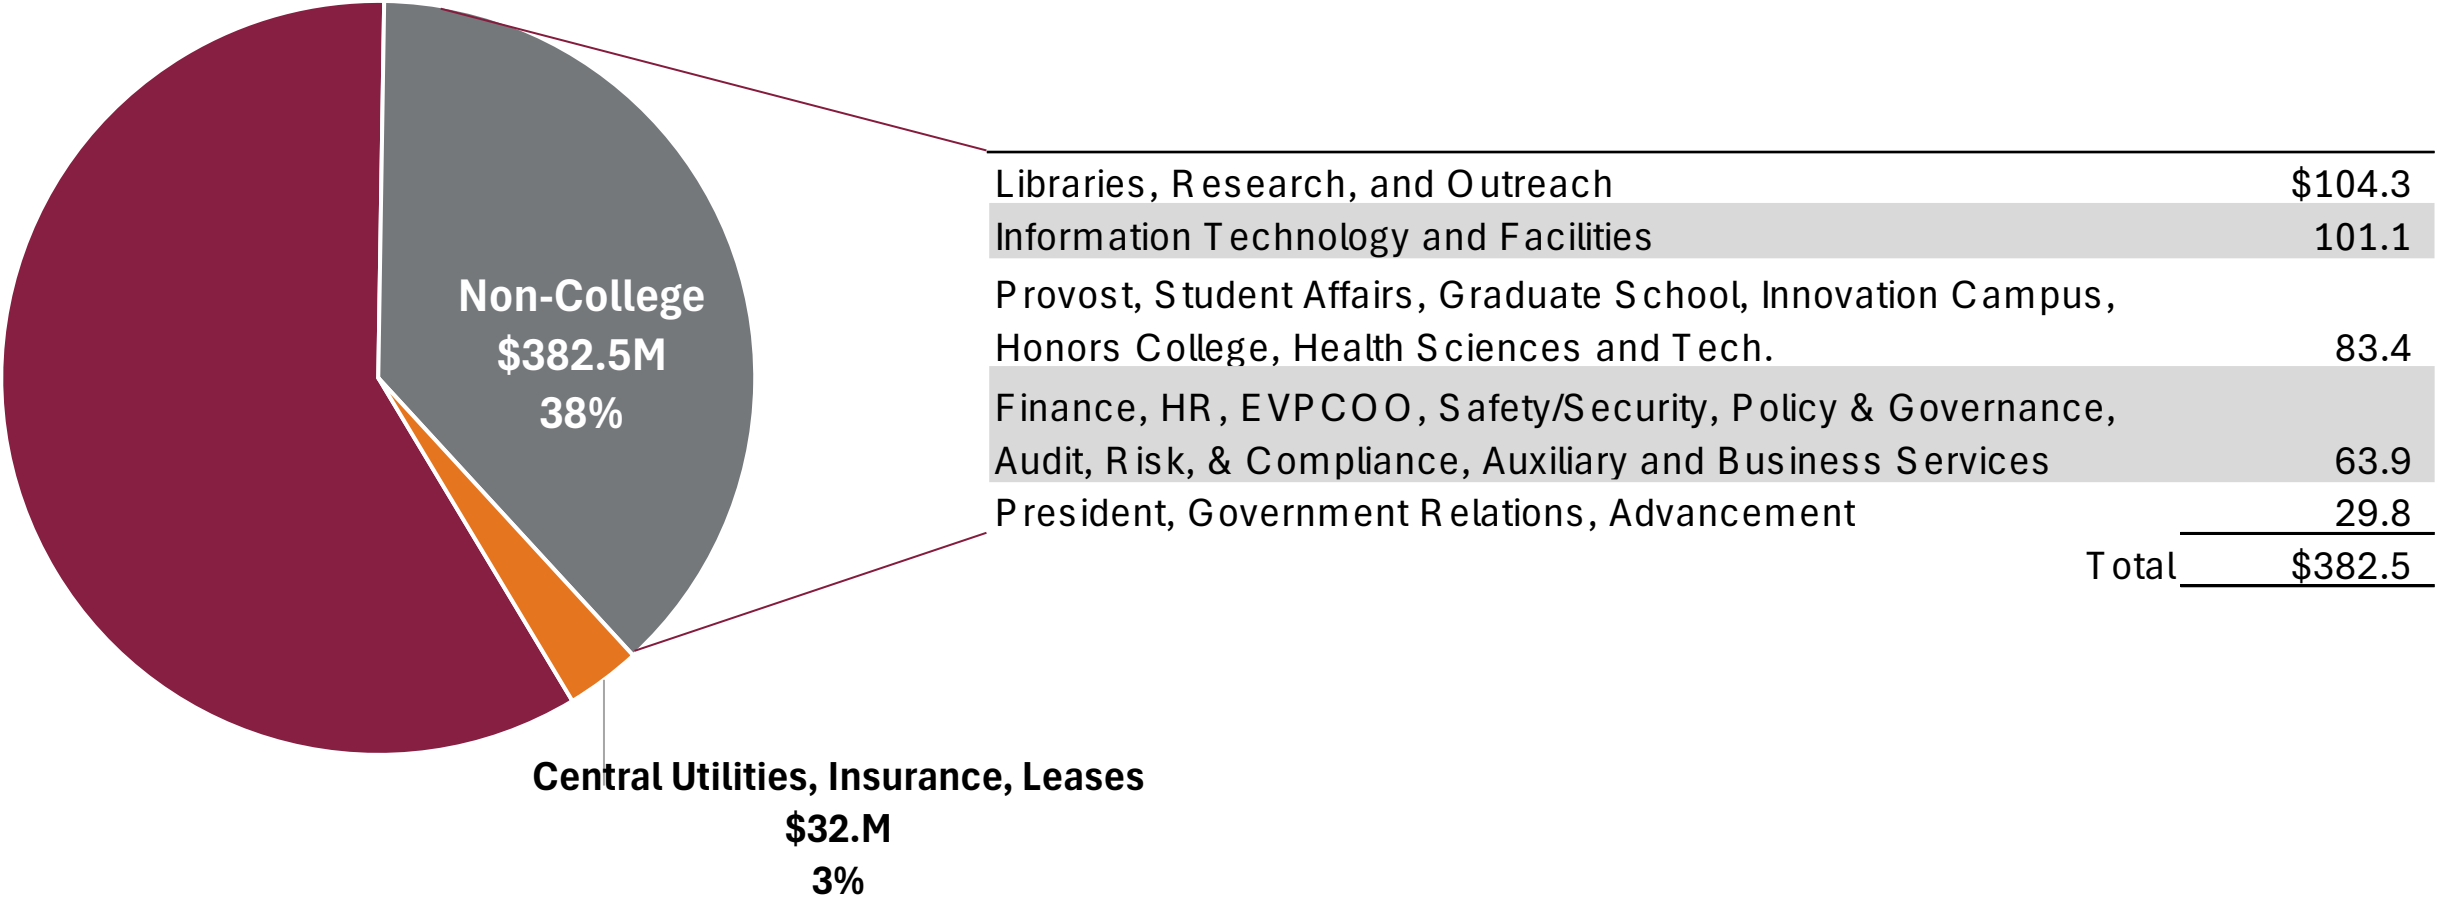 Non-College
$382.5M
38%
Libraries, Research, and Outreach $104.3
Information Technology and Facilities 101.1
Provost, Student Affairs, Graduate School, Innovation Campus,
Honors College, Health Sciences and Tech. 83.4
Finance, HR, EVPCOO, Safety/Security, Policy & Governance,
Audit, Risk, & Compliance, Auxiliary and Business Services 63.9
President, Government Relations, Advancement 29.8
Total $382.5
Central Utilities, Insurance, Leases
$32.M
3%